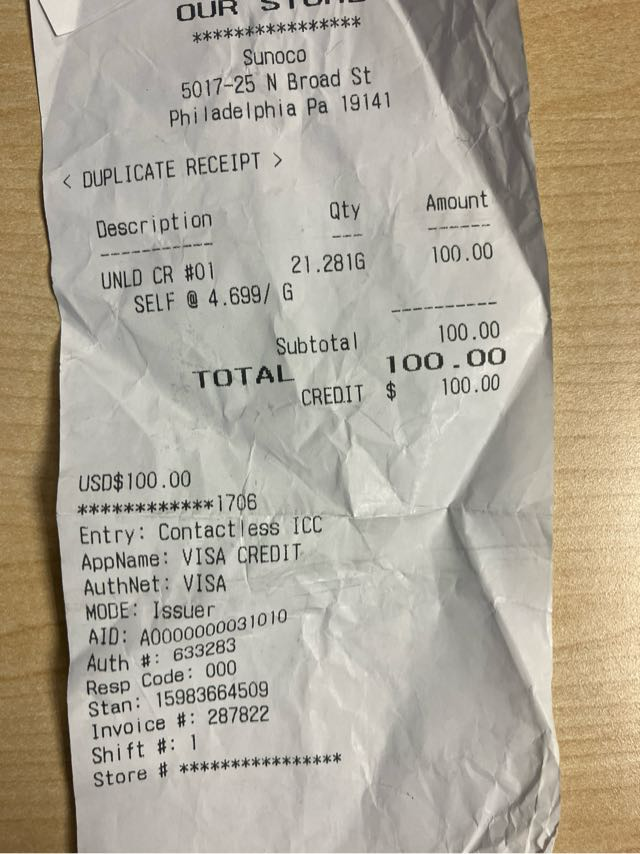 OUR STORE
****************
Sunoco
5017-25 N Broad St
Philadelphia Pa 19141
< DUPLICATE RECEIPT >
Description Qty Amount
----------- --- ------
UNLD CR #01 21.281G 100.00
SELF @ 4.699/ G
----------
Subtotal 100.00
TOTAL 100.00
CREDIT $ 100.00
USD$100.00
************1706
Entry: Contactless ICC
AppName: VISA CREDIT
AuthNet: VISA
MODE: Issuer
AID: A0000000031010
Auth #: 633283
Resp Code: 000
Stan: 15983664509
Invoice #: 287822
Shift #: 1
Store # ****************